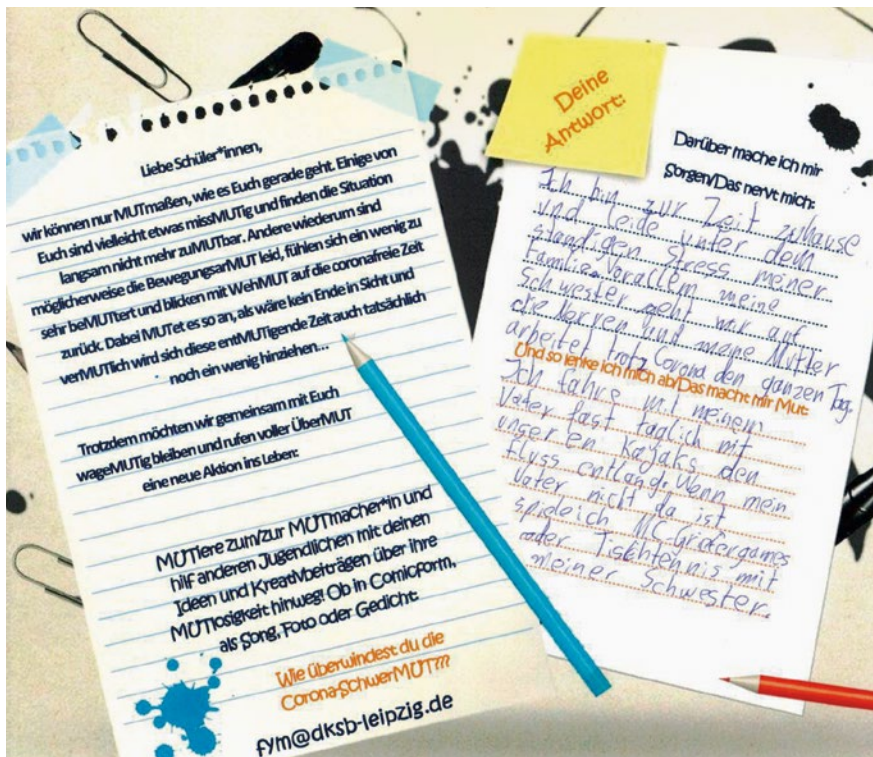 Liebe Schüler*innen,
wir können nur MUTmaßen, wie es Euch gerade geht. Einige von
Euch sind vielleicht etwas missMUTig und finden die Situation
langsam nicht mehr zuMUTbar. Andere wiederum sind
möglicherweise die BewegungsarMUT leid, fühlen sich ein wenig zu
sehr beMUTtert und blicken mit WehMUT auf die coronafreie Zeit
zurück. Dabei MUTet es so an, als wäre kein Ende in Sicht und
verMUTlich wird sich diese entMUTigende Zeit auch tatsächlich
noch ein wenig hinziehen...
Trotzdem möchten wir gemeinsam mit Euch
wageMUTig bleiben und rufen voller ÜberMUT
eine neue Aktion ins Leben:
MUTiere zum/zur MUTmacher*in und
hilf anderen Jugendlichen mit deinen
Ideen und Kreativbeiträgen über ihre
MUTlosigkeit hinweg! Ob in Comicform,
als Song, Foto oder Gedicht
Wie überwindest du die
Corona-SchwerMUT???
fym@dksb-leipzig.de
Deine
Antwort:
Darüber mache ich mir
Sorgen/Das nervt mich:
Ich bin zur Zeit zuhause
und leide unter dem
ständigen Stress meiner
Familie. Vorallem meine
Schwester geht mir auf
die Nerven und meine Mutter
arbeitet trotz Corona den ganzen Tag.
Und so lenke ich mich ab/Das macht mir Mut:
Ich fahre mit meinem
Vater fast täglich mit
unseren Kajaks den
Fluss entlang. Wenn mein
Vater nicht da ist
spiele ich
oder Tischtennis mit
meiner Schwester.